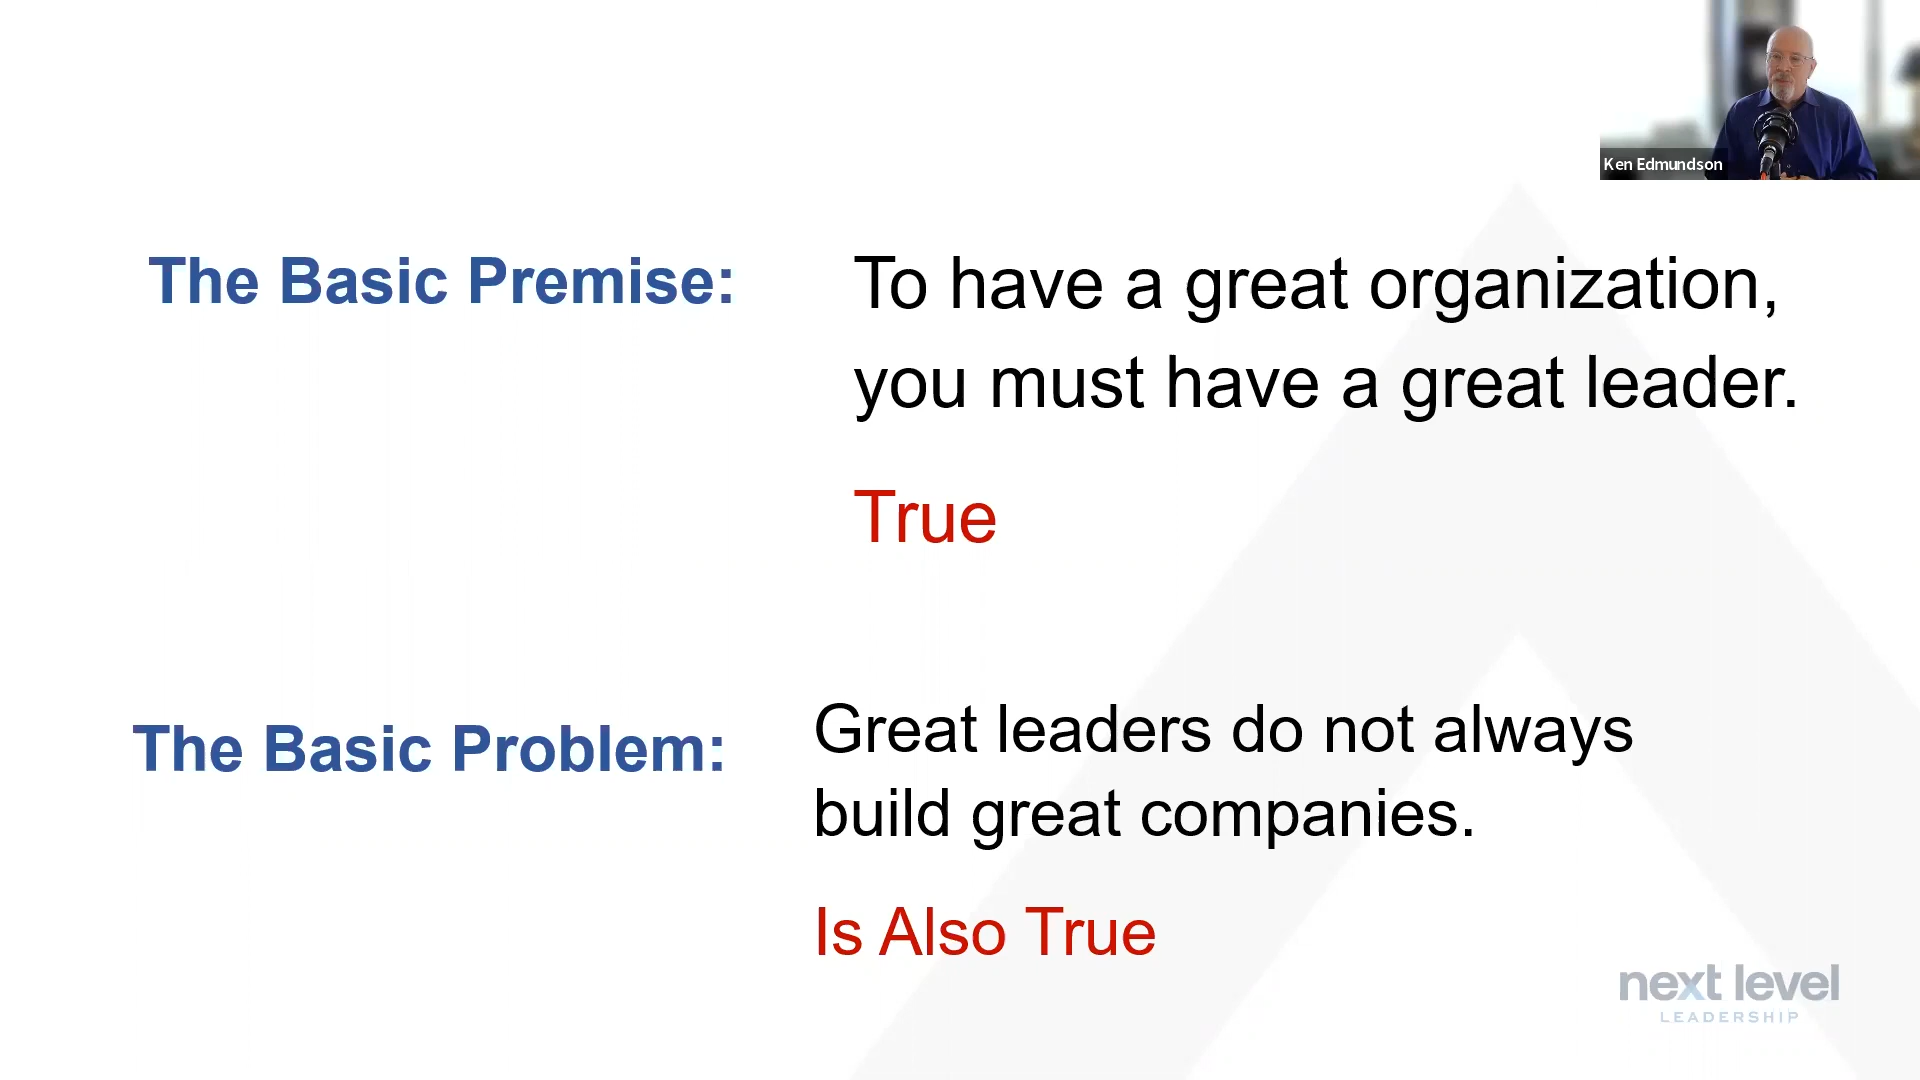 Ken Edmundson
The Basic Premise:
To have a great organization,
you must have a great leader.
True
The Basic Problem:
Great leaders do not always
build great companies.
Is Also True
next level
LEADERSHIP